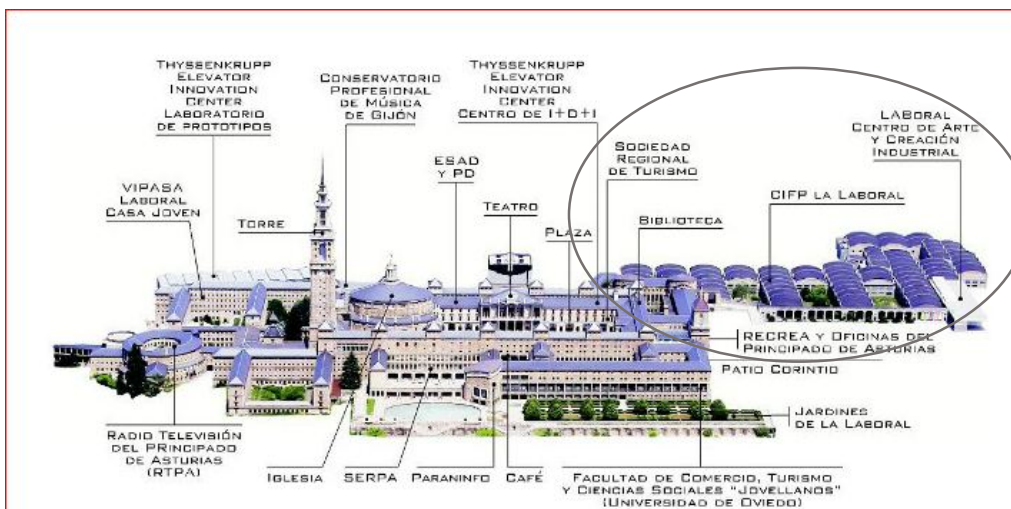 THYSSENKRUPP
ELEVATOR
INNOVATION
CENTER
LABORATORIO
DE PROTOTIPOS
CONSERVATORIO
PROFESIONAL
DE MÚSICA
DE GIJÓN
THYSSENKRUPP
ELEVATOR
INNOVATION
CENTER
CENTRO DE I+D+I
SOCIEDAD
REGIONAL
DE TURISMO
LABORAL
CENTRO DE ARTE
Y CREACIÓN
INDUSTRIAL
VIPASA
LABORAL
CASA JOVEN
TORRE
ESAD
Y PD
TEATRO
PLAZA
BIBLIOTECA
CIFP LA LABORAL
RECREA Y OFICINAS DEL
PRINCIPADO DE ASTURIAS
PATIO CORINTIO
JARDINES
DE LA LABORAL
RADIO TELEVISIÓN
DEL PRINCIPADO
DE ASTURIAS
(RTPA)
IGLESIA
SERPA
PARANINFO
CAFÉ
FACULTAD DE COMERCIO, TURISMO
Y CIENCIAS SOCIALES "JOVELLANOS"
(UNIVERSIDAD DE OVIEDO)